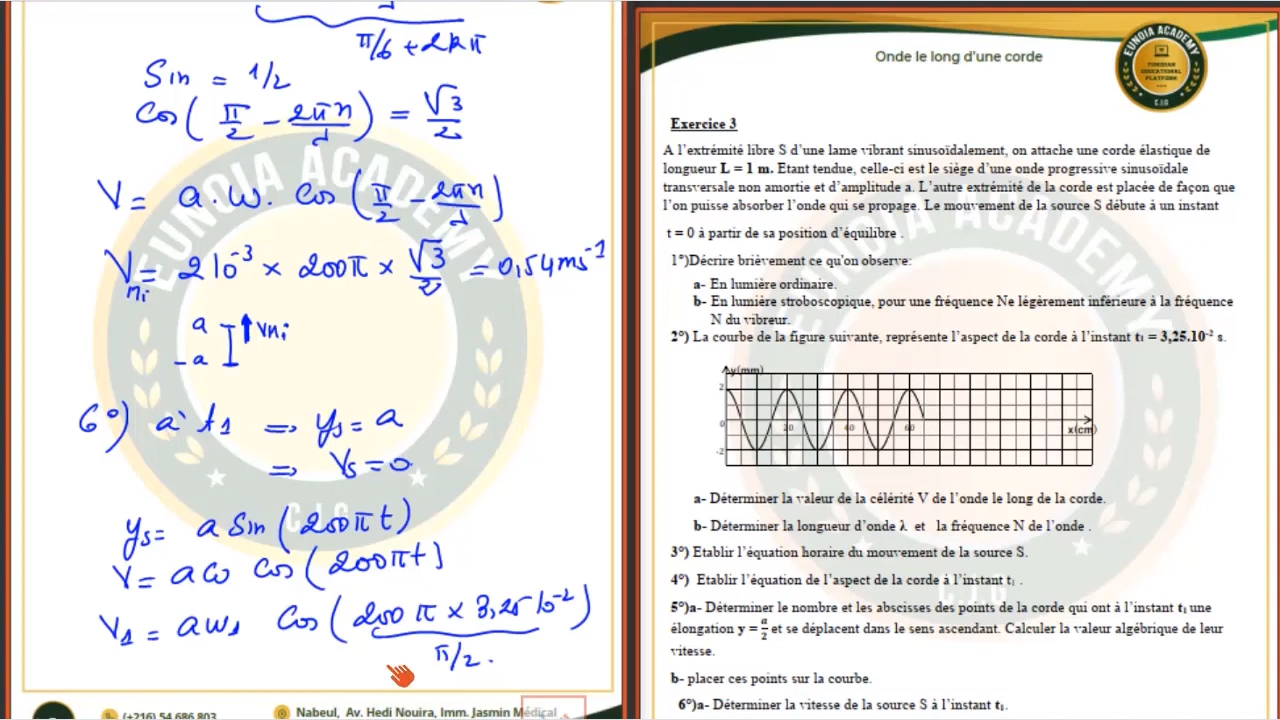 π/6 + 2kπ
Sin = 1/2
Cos(π/2 - 2πx/λ) = √3/2
V = a.ω. Cos(π/2 - 2πx/λ)
Vni = 2 10^-3 × 200π × √3/2 = 0,54 ms^-1
a
Vni
-a
6°) à t1 ⇒ ys = a
⇒ Vs = 0
ys = a Sin(200πt)
V = aω cos(200πt)
V1 = aω1 Cos(200π × 3,25 10^-2)
π/2.
(+216) 54 686 803
Nabeul, Av. Hedi Nouira, Imm. Jasmin Médical
EUNOIA ACADEMY
C.I.G
Onde le long d'une corde
EUNOIA ACADEMY
TUNISIAN
EDUCATIONAL
PLATFORM
C.I.G
Exercice 3
A l'extrémité libre S d'une lame vibrant sinusoïdalement, on attache une corde élastique de
longueur L = 1 m. Etant tendue, celle-ci est le siège d'une onde progressive sinusoïdale
transversale non amortie et d'amplitude a. L'autre extrémité de la corde est placée de façon que
l'on puisse absorber l'onde qui se propage. Le mouvement de la source S débute à un instant
t = 0 à partir de sa position d'équilibre .
1°)Décrire brièvement ce qu'on observe:
a- En lumière ordinaire.
b- En lumière stroboscopique, pour une fréquence Ne légèrement inférieure à la fréquence
N du vibreur.
2°) La courbe de la figure suivante, représente l'aspect de la corde à l'instant t1 = 3,25.10^-2 s.
y(mm)
2
0
20
40
60
x(cm)
-2
a- Déterminer la valeur de la célérité V de l'onde le long de la corde.
b- Déterminer la longueur d'onde λ et la fréquence N de l'onde .
3°) Etablir l'équation horaire du mouvement de la source S.
4°) Etablir l'équation de l'aspect de la corde à l'instant t1 .
5°)a- Déterminer le nombre et les abscisses des points de la corde qui ont à l'instant t1 une
élongation y = a/2 et se déplacent dans le sens ascendant. Calculer la valeur algébrique de leur
vitesse.
b- placer ces points sur la courbe.
6°)a- Déterminer la vitesse de la source S à l'instant t1.
EUNOIA ACADEMY
C.I.G